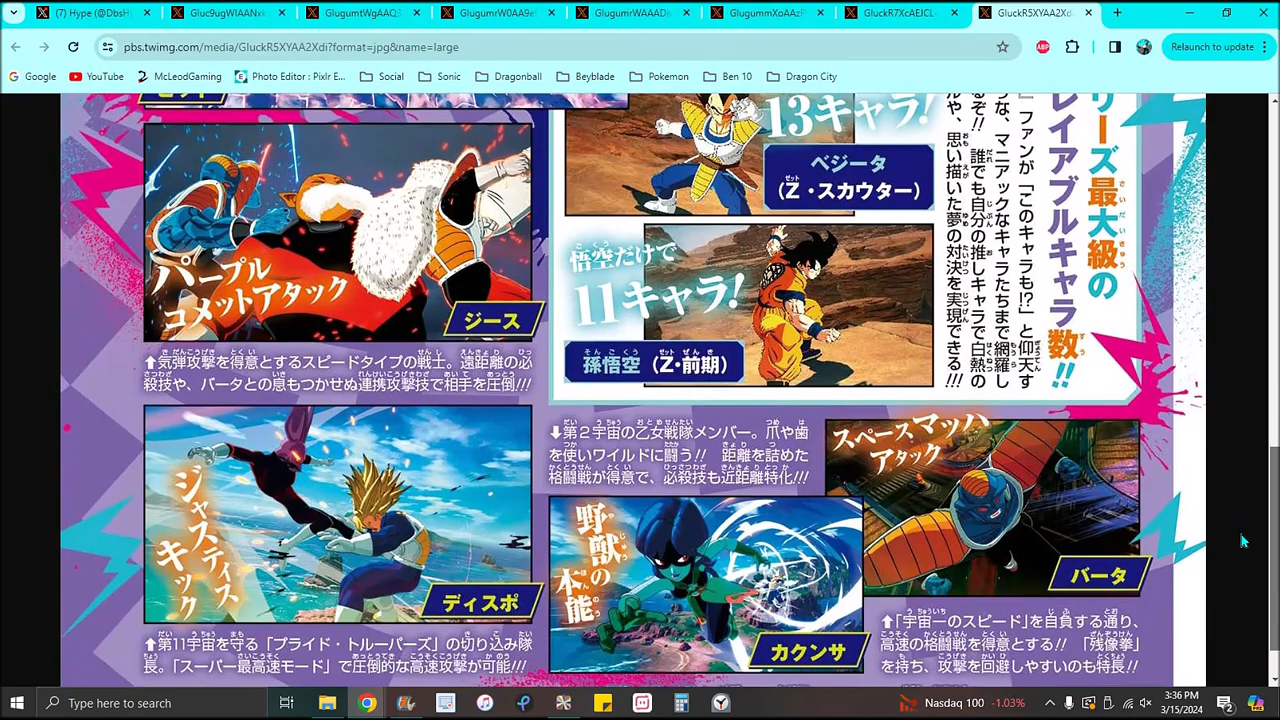 (7) Hype (@DbsHy
Gluc9ugWIAANxk
GlugumtWgAAQ3
GlugumrW0AA9e
GlugumrWAAADi
GlugummXoAAzF
GluckR7XcAEJCL
GluckR5XYAA2Xd
pbs.twimg.com/media/GluckR5XYAA2Xdi?format=jpg&name=large
Relaunch to update
Google
YouTube
McLeodGaming
Photo Editor : Pixlr E...
Social
Sonic
Dragonball
Beyblade
Pokemon
Ben 10
Dragon City
リーズ最大級の
レイアブルキャラ数!!
『ファンが「このキャラも!?」と仰天す
うな、マニアックなキャラたちまで網羅し
るぞ!! 誰でも自分の推しキャラで白熱の
ルや、思い描いた夢の対決を実現できる!!!
13キャラ!
ベジータ
(Z・スカウター)
悟空だけで
11キャラ!
孫悟空(Z・前期)
パープル
コメットアタック
ジース
⬆気弾攻撃を得意とするスピードタイプの戦士。遠距離の必
殺技や、バータとの息もつかせぬ連携攻撃技で相手を圧倒!!!
ジャスティス
キック
ディスポ
⬆第11宇宙を守る「プライド・トルーパーズ」の切り込み隊
長。「スーパー最高速モード」で圧倒的な高速攻撃が可能!!!
⬇第2宇宙の乙女戦隊メンバー。爪や歯
を使いワイルドに闘う!! 距離を詰めた
格闘戦が得意で、必殺技も近距離特化!!!
野獣の
本能
カクンサ
スペースマッハ
アタック
バータ
⬆「宇宙一のスピード」を自負する通り、
高速の格闘戦を得意とする!! 「残像拳」
を持ち、攻撃を回避しやすいのも特長!!
Type here to search
Nasdaq 100 -1.03%
3:36 PM
3/15/2024
2